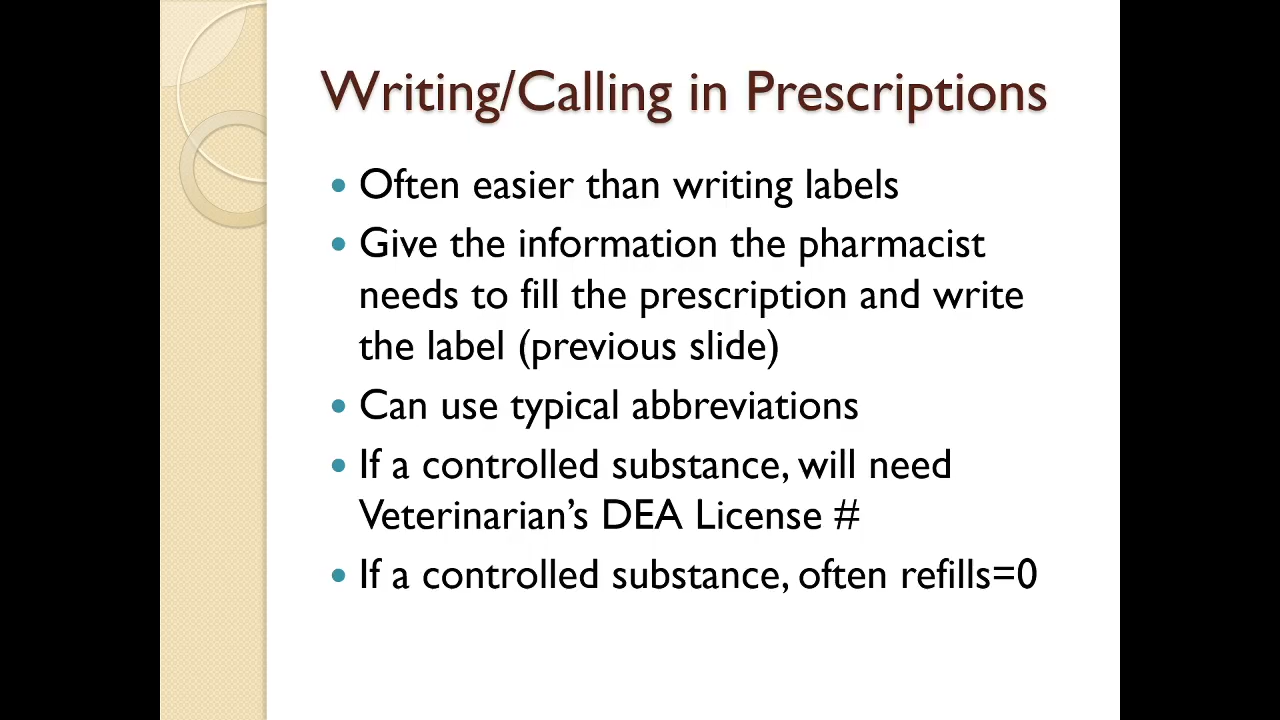 Writing/Calling in Prescriptions
• Often easier than writing labels
• Give the information the pharmacist
needs to fill the prescription and write
the label (previous slide)
• Can use typical abbreviations
• If a controlled substance, will need
Veterinarian’s DEA License #
• If a controlled substance, often refills=0